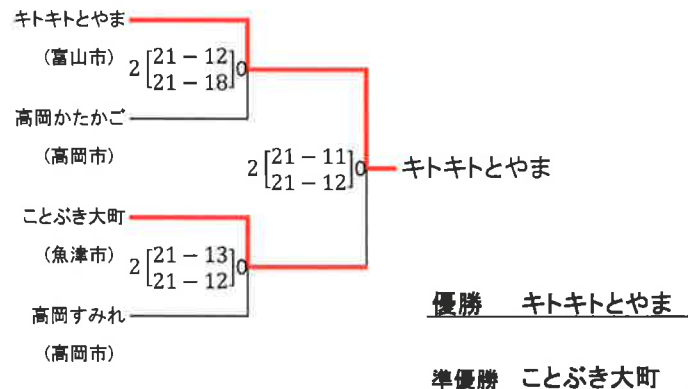 キトキトとやま
(富山市)
2 [21 - 12 21 - 18] 0
高岡かたかご
(高岡市)
2 [21 - 11 21 - 12] 0 キトキトとやま
ことぶき大町
(魚津市)
2 [21 - 13 21 - 12] 0
高岡すみれ
(高岡市)
優勝 キトキトとやま
準優勝 ことぶき大町